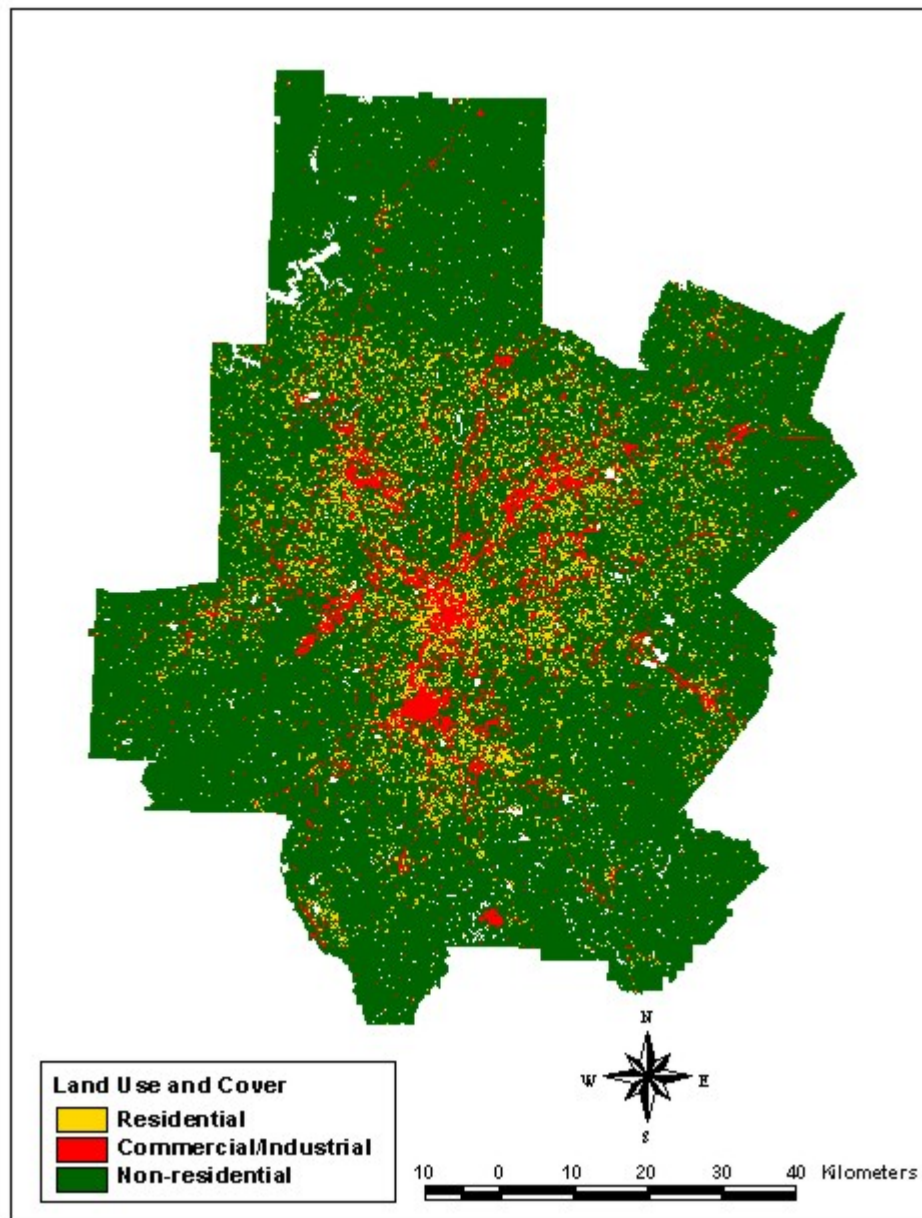 N
W E
S
Land Use and Cover
Residential
Commercial/Industrial
Non-residential
10 0 10 20 30 40 Kilometers